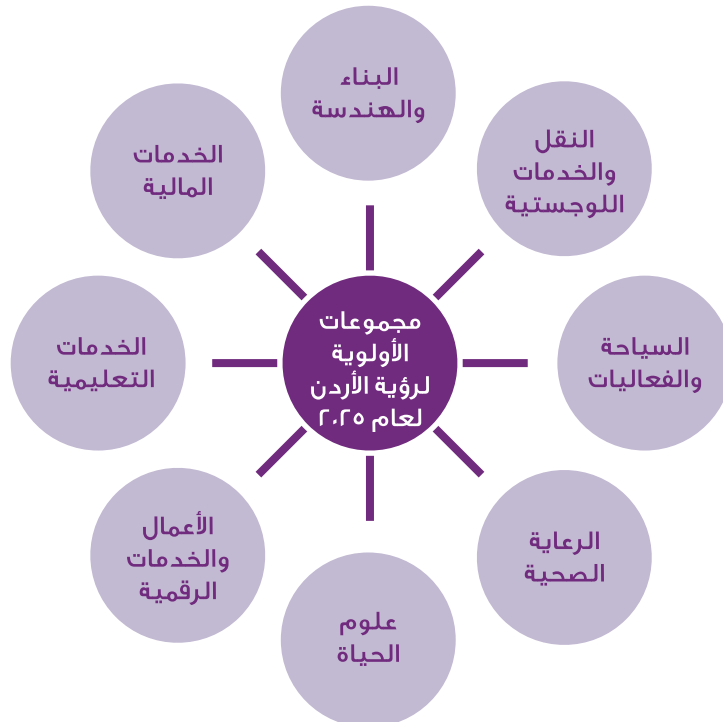 البناء
والهندسة
النقل
والخدمات
اللوجستية
السياحة
والفعاليات
الرعاية
الصحية
علوم
الحياة
الأعمال
والخدمات
الرقمية
الخدمات
التعليمية
الخدمات
المالية
مجموعات
الأولوية
لرؤية الأردن
لعام ٢٠٢٥